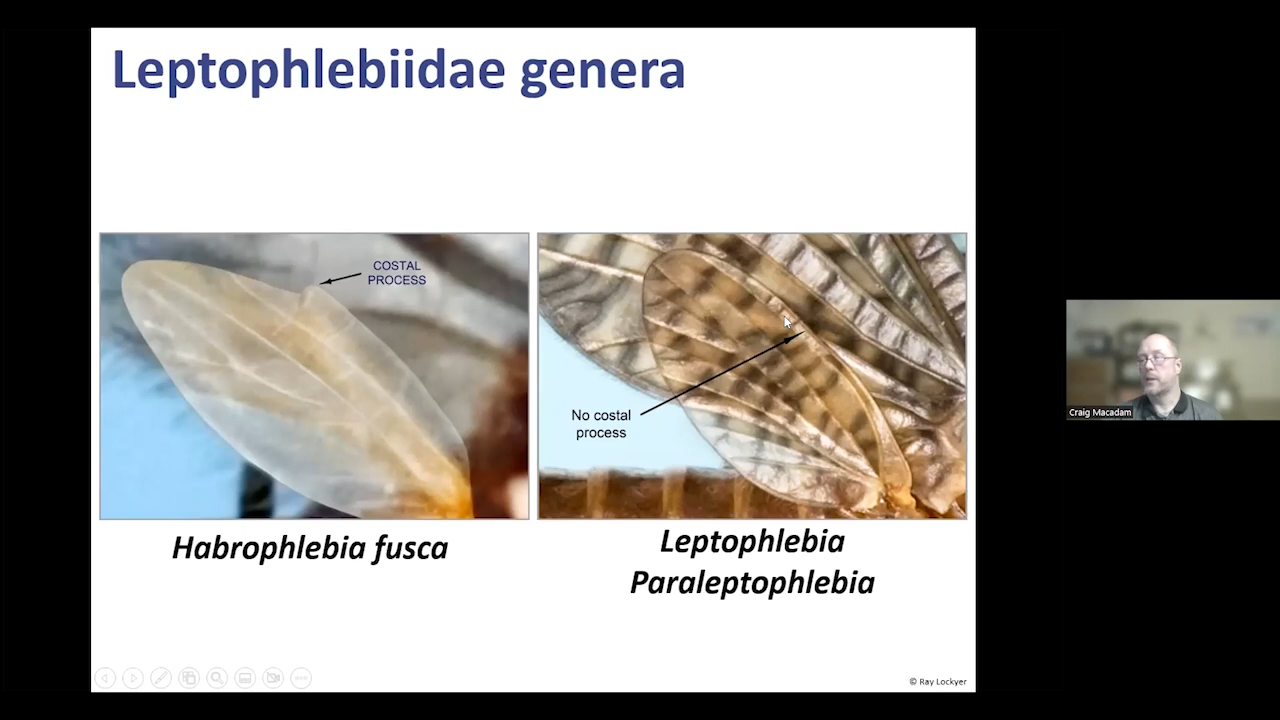 Leptophlebiidae genera
COSTAL
PROCESS
No costal
process
Habrophlebia fusca
Leptophlebia
Paraleptophlebia
© Ray Lockyer
Craig Macadam